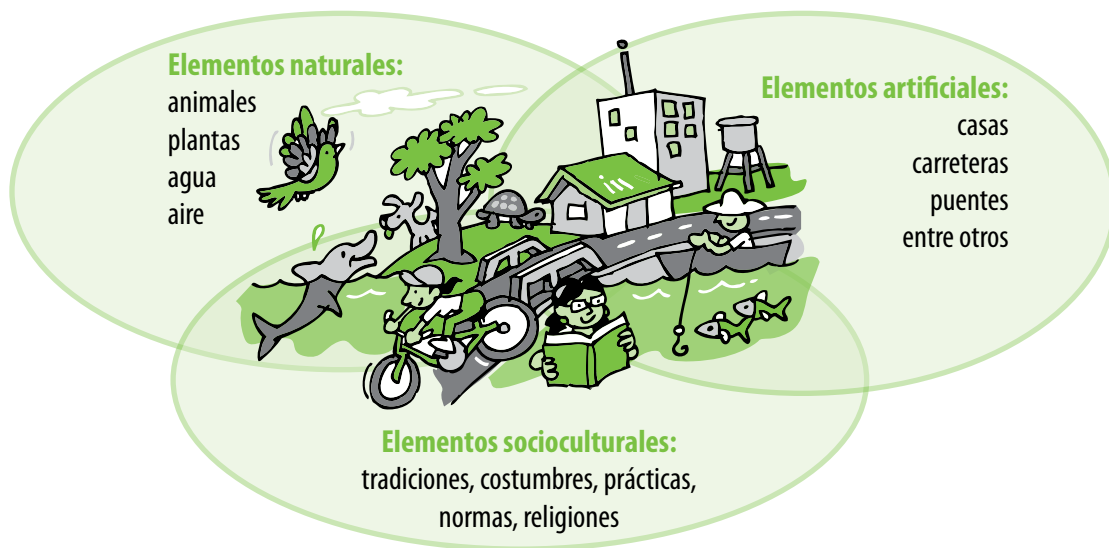 Elementos naturales:
animales
plantas
agua
aire
Elementos artificiales:
casas
carreteras
puentes
entre otros
Elementos socioculturales:
tradiciones, costumbres, prácticas,
normas, religiones